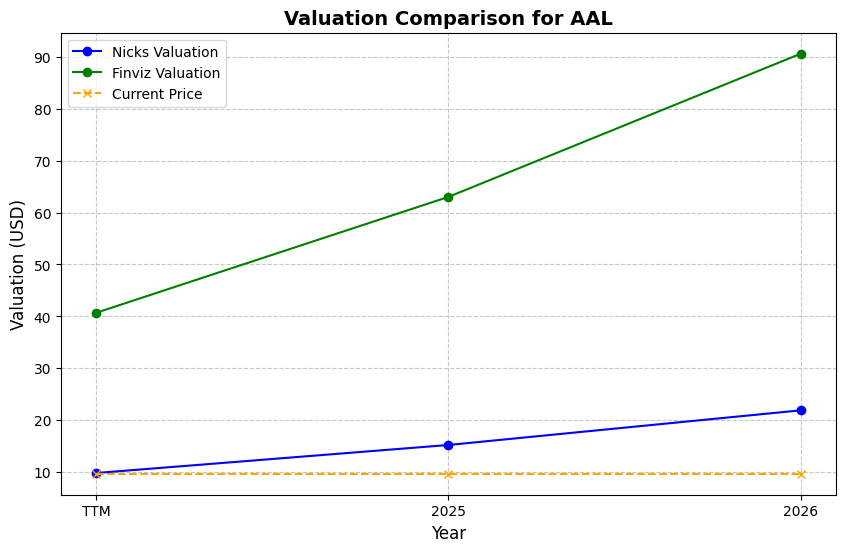 Valuation Comparison for AAL
Nicks Valuation
Finviz Valuation
Current Price
Valuation (USD)
90
80
70
60
50
40
30
20
10
TTM
2025
2026
Year